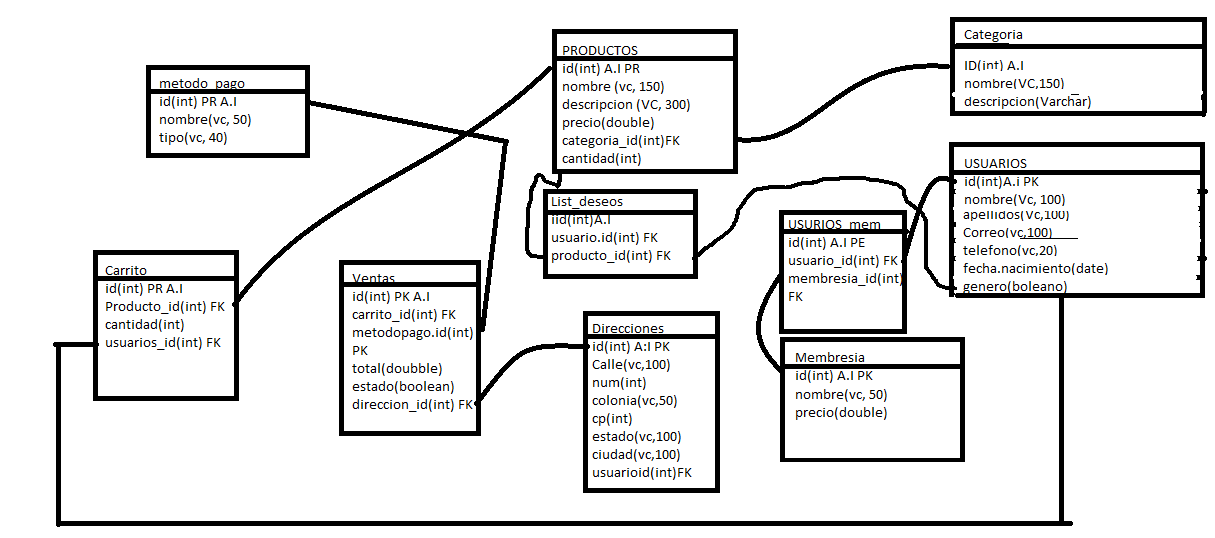 metodo_pago
id(int) PR A.I
nombre(vc, 50)
tipo(vc, 40)
PRODUCTOS
id(int) A.I PR
nombre (vc, 150)
descripcion (VC, 300)
precio(double)
categoria_id(int)FK
cantidad(int)
Categoria
ID(int) A.I
nombre(VC,150)
descripcion(Varchar)
USUARIOS
id(int)A.i PK
nombre(Vc, 100)
apellidos(Vc,100)
Correo(vc,100)
telefono(vc,20)
fecha.nacimiento(date)
genero(boleano)
List_deseos
iid(int)A.I
usuario.id(int) FK
producto_id(int) FK
USURIOS_mem
id(int) A.I PE
usuario_id(int) FK
membresia_id(int)
FK
Carrito
id(int) PR A.I
Producto_id(int) FK
cantidad(int)
usuarios_id(int) FK
Ventas
id(int) PK A.I
carrito_id(int) FK
metodopago.id(int)
PK
total(doubble)
estado(boolean)
direccion_id(int) FK
Direcciones
id(int) A:I PK
Calle(vc,100)
num(int)
colonia(vc,50)
cp(int)
estado(vc,100)
ciudad(vc,100)
usuarioid(int)FK
Membresia
id(int) A.I PK
nombre(vc, 50)
precio(double)